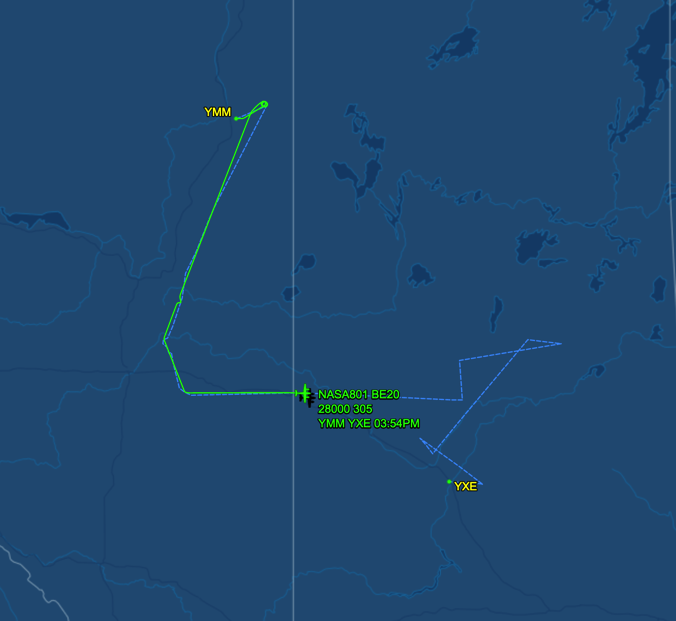 YMM
NASA801 BE20
28000 305
YMM YXE 03:54PM
YXE